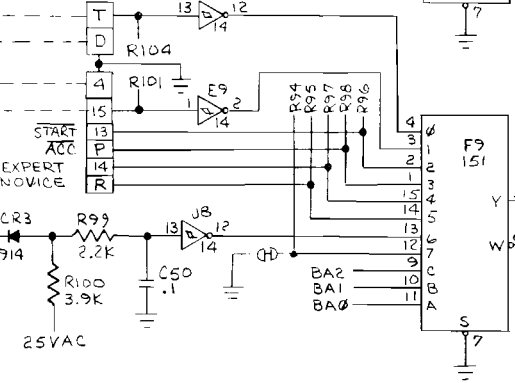 7
T
13
12
14
D
R104
4
R101
E9
15
1
2
14
R94
R95
R97
R98
R96
START 13
ACC P
EXPERT 14
NOVICE R
4 0
3 1
2 2
1 3
15 4
14 5
13 6
12 7
9 C
10 B
11 A
F9
151
Y
W
S
7
CR3
914
R99
2.2K
J8
13
12
14
R100
3.9K
C50
.1
25VAC
BA2
BA1
BA0